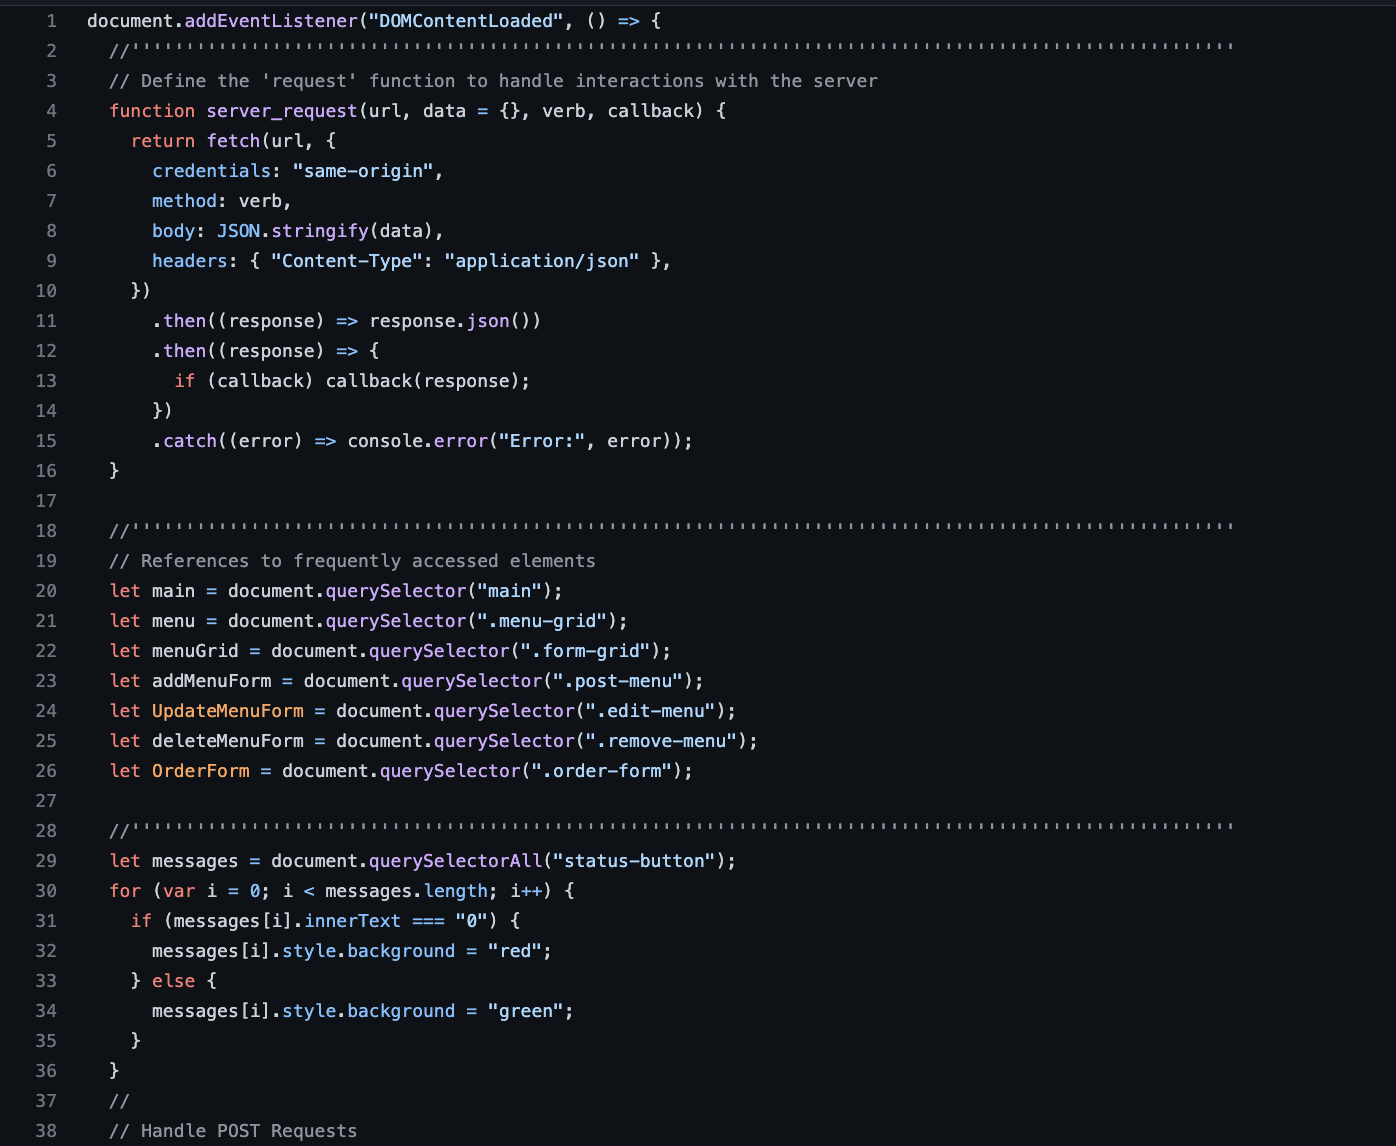 1 document.addEventListener("DOMContentLoaded", () => {
2 //''''''''''''''''''''''''''''''''''''''''''''''''''''''''''''''''''''''''''''''''''''''''''''''''''''''
3 // Define the 'request' function to handle interactions with the server
4 function server_request(url, data = {}, verb, callback) {
5 return fetch(url, {
6 credentials: "same-origin",
7 method: verb,
8 body: JSON.stringify(data),
9 headers: { "Content-Type": "application/json" },
10 })
11 .then((response) => response.json())
12 .then((response) => {
13 if (callback) callback(response);
14 })
15 .catch((error) => console.error("Error:", error));
16 }
17
18 //''''''''''''''''''''''''''''''''''''''''''''''''''''''''''''''''''''''''''''''''''''''''''''''''''''''
19 // References to frequently accessed elements
20 let main = document.querySelector("main");
21 let menu = document.querySelector(".menu-grid");
22 let menuGrid = document.querySelector(".form-grid");
23 let addMenuForm = document.querySelector(".post-menu");
24 let UpdateMenuForm = document.querySelector(".edit-menu");
25 let deleteMenuForm = document.querySelector(".remove-menu");
26 let OrderForm = document.querySelector(".order-form");
27
28 //''''''''''''''''''''''''''''''''''''''''''''''''''''''''''''''''''''''''''''''''''''''''''''''''''''''
29 let messages = document.querySelectorAll("status-button");
30 for (var i = 0; i < messages.length; i++) {
31 if (messages[i].innerText === "0") {
32 messages[i].style.background = "red";
33 } else {
34 messages[i].style.background = "green";
35 }
36 }
37 //
38 // Handle POST Requests